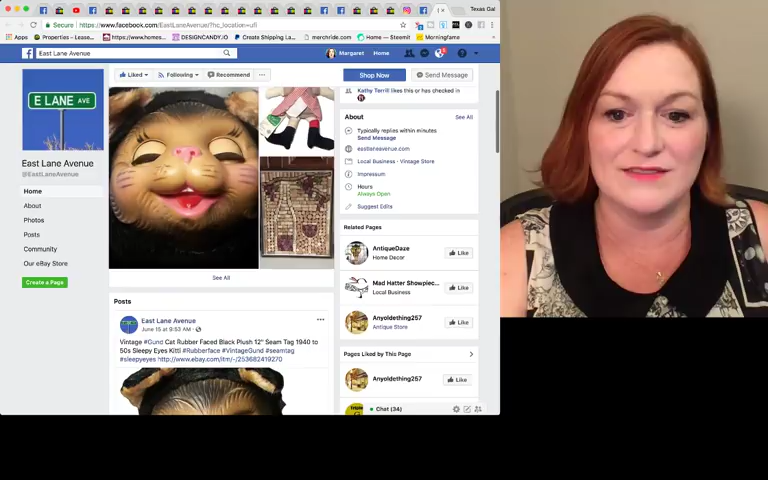 Texas Gal
Secure https://www.facebook.com/EastLaneAvenue/?hc_location=ufi
Apps Properties - Lease https://www.homes DESIGNCANDY.IO Create Shipping Lab merchride.com Home — Steemit Morningfame
East Lane Avenue
Margaret Home
Liked Following Recommend ... Shop Now Send Message
E LANE AVE
East Lane Avenue
@EastLaneAvenue
Home
About
Photos
Posts
Community
Our eBay Store
Create a Page
See All
Posts
East Lane Avenue
June 15 at 9:53 AM
Vintage #Gund Cat Rubber Faced Black Plush 12" Seam Tag 1940 to
50s Sleepy Eyes Kitti #Rubberface #VintageGund #seamtag
#sleepyeyes http://www.ebay.com/itm/-/253682419270
Kathy Territ likes this or has checked in
About See All
Typically replies within minutes
Send Message
eastlaneavenue.com
Local Business · Vintage Store
Impressum
Hours
Always Open
Suggest Edits
Related Pages
AntiqueDaze
Home Decor
Like
Mad Hatter Showpiec...
Local Business
Like
Anyoldething257
Antique Store
Like
Pages Liked by This Page
Anyoldething257
Like
Chat (34)